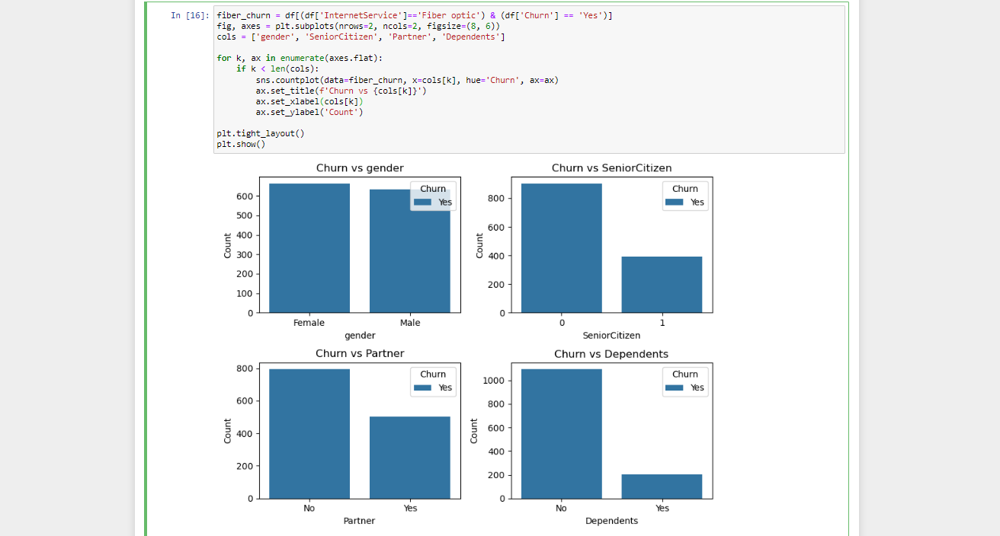 In [16]:
fiber_churn = df[(df['InternetService']=='Fiber optic') & (df['Churn'] == 'Yes')]
fig, axes = plt.subplots(nrows=2, ncols=2, figsize=(8, 6))
cols = ['gender', 'SeniorCitizen', 'Partner', 'Dependents']
for k, ax in enumerate(axes.flat):
    if k < len(cols):
        sns.countplot(data=fiber_churn, x=cols[k], hue='Churn', ax=ax)
        ax.set_title(f'Churn vs {cols[k]}')
        ax.set_xlabel(cols[k])
        ax.set_ylabel('Count')
plt.tight_layout()
plt.show()
Churn vs gender
Churn
Yes
600
500
400
300
200
100
0
Count
Female Male
gender
Churn vs SeniorCitizen
Churn
Yes
800
600
400
200
0
Count
0 1
SeniorCitizen
Churn vs Partner
Churn
Yes
800
600
400
200
0
Count
No Yes
Partner
Churn vs Dependents
Churn
Yes
1000
800
600
400
200
0
Count
No Yes
Dependents